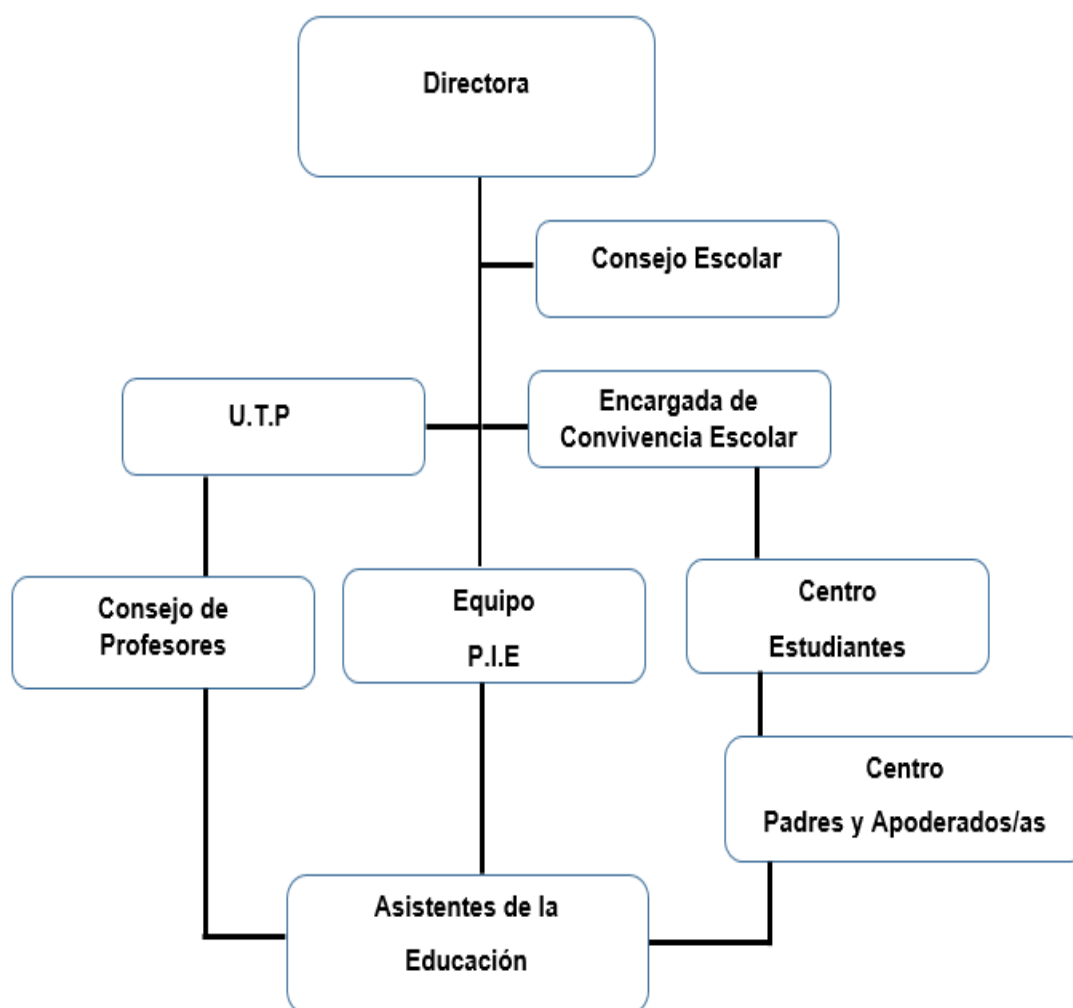 Directora
Consejo Escolar
U.T.P
Encargada de
Convivencia Escolar
Consejo de
Profesores
Equipo
P.I.E
Centro
Estudiantes
Centro
Padres y Apoderados/as
Asistentes de la
Educación